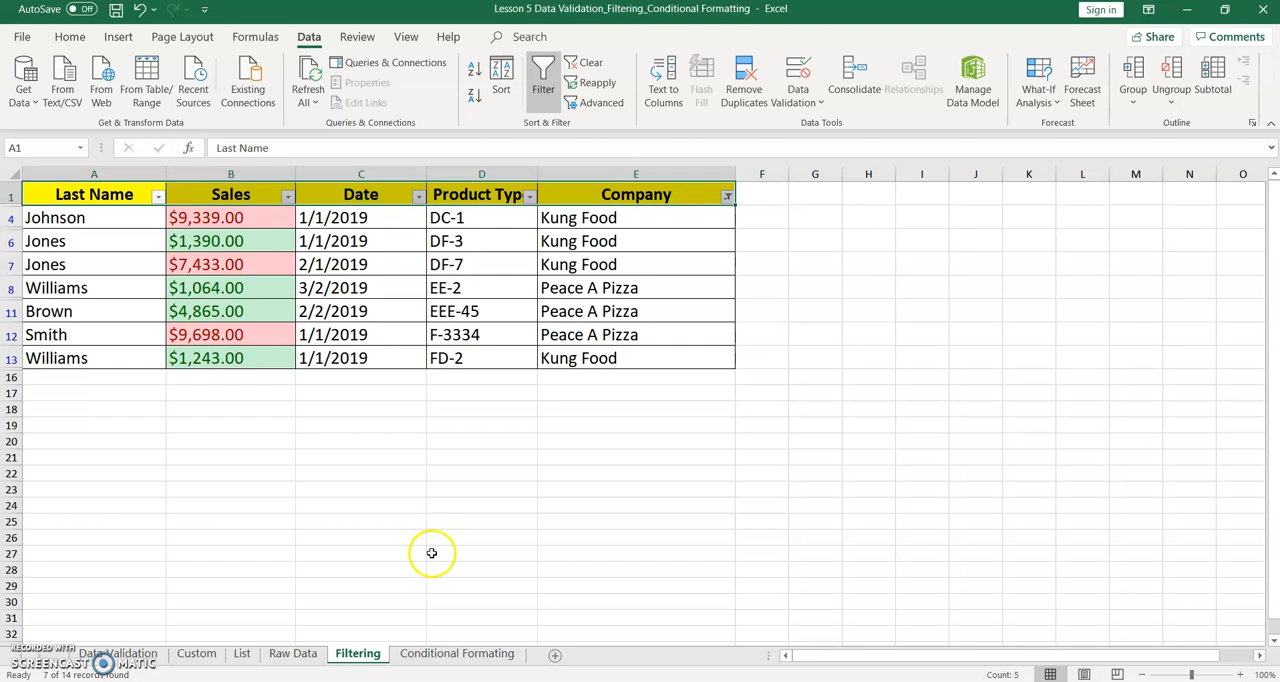 AutoSave Off Lesson 5 Data Validation_Filtering_Conditional Formatting - Excel Sign in
File Home Insert Page Layout Formulas Data Review View Help Search Share Comments
Get Data From Text/CSV From Web From Table/ Range Recent Sources Existing Connections
Refresh All Queries & Connections Properties Edit Links
Sort Filter Clear Reapply Advanced
Text to Columns Flash Fill Remove Duplicates Data Validation Consolidate Relationships Manage Data Model
What-If Analysis Forecast Sheet Group Ungroup Subtotal
Get & Transform Data Queries & Connections Sort & Filter Data Tools Forecast Outline
A1 fx Last Name
A B C D E F G H I J K L M N O
1 Last Name Sales Date Product Typ Company
4 Johnson $9,339.00 1/1/2019 DC-1 Kung Food
6 Jones $1,390.00 1/1/2019 DF-3 Kung Food
7 Jones $7,433.00 2/1/2019 DF-7 Kung Food
8 Williams $1,064.00 3/2/2019 EE-2 Peace A Pizza
11 Brown $4,865.00 2/2/2019 EEE-45 Peace A Pizza
12 Smith $9,698.00 1/1/2019 F-3334 Peace A Pizza
13 Williams $1,243.00 1/1/2019 FD-2 Kung Food
16
17
18
19
20
21
22
23
24
25
26
27
28
29
30
31
32
RECORDED WITH
SCREENCAST MATIC
Data Validation Custom List Raw Data Filtering Conditional Formating
Ready 7 of 14 records found Count: 5 100%